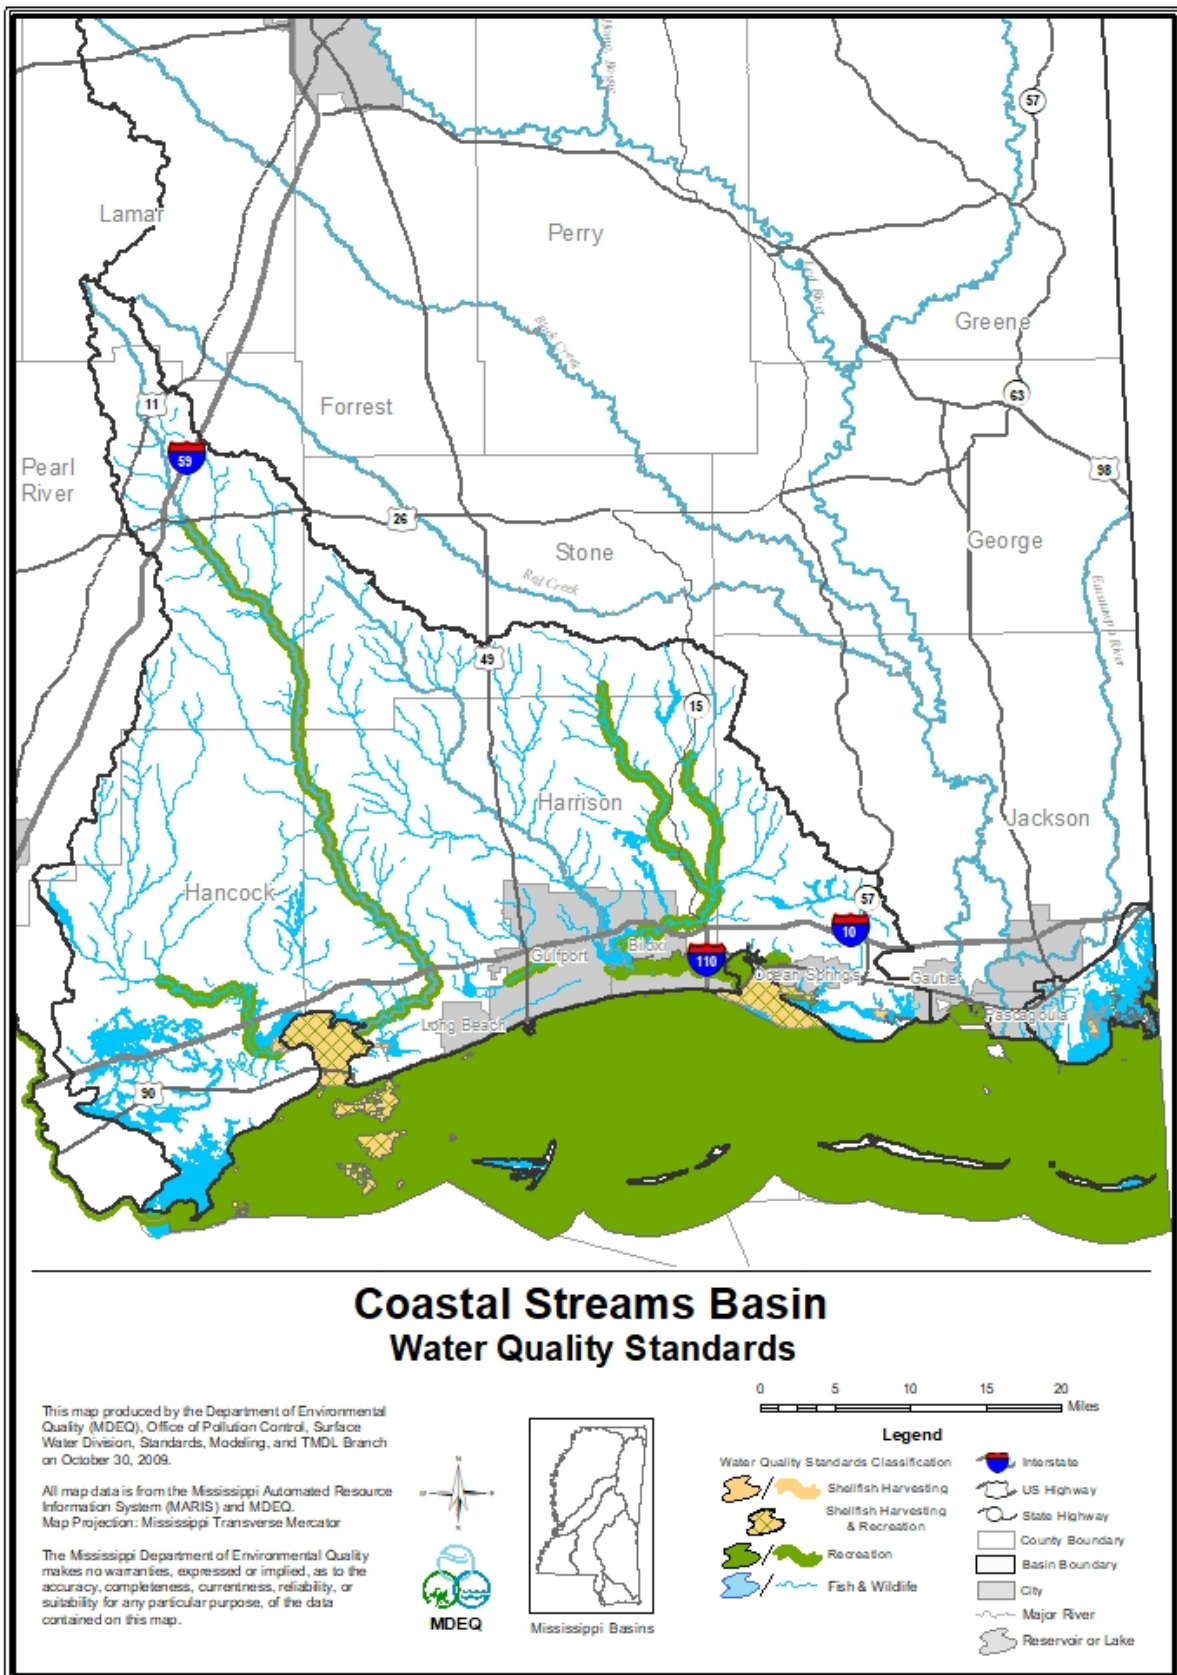 57
Lamar
Perry
Leaf River
Greene
Black Creek
63
11
Forrest
59
Pearl
River
98
26
George
Stone
Red Creek
Escatawpa River
49
15
Harrison
Jackson
Hancock
57
10
Biloxi
Gulfport
110
Ocean Springs
Gautier
Long Beach
Pascagoula
90
Coastal Streams Basin
Water Quality Standards
This map produced by the Department of Environmental
Quality (MDEQ), Office of Pollution Control, Surface
Water Division, Standards, Modeling, and TMDL Branch
on October 30, 2009.
All map data is from the Mississippi Automated Resource
Information System (MARIS) and MDEQ.
Map Projection: Mississippi Transverse Mercator
The Mississippi Department of Environmental Quality
makes no warranties, expressed or implied, as to the
accuracy, completeness, currentness, reliability, or
suitability for any particular purpose, of the data
contained on this map.
N
S
MDEQ
Mississippi Basins
0 5 10 15 20
Miles
Legend
Water Quality Standards Classification
Shellfish Harvesting
Shellfish Harvesting
& Recreation
Recreation
Fish & Wildlife
Interstate
US Highway
State Highway
County Boundary
Basin Boundary
City
Major River
Reservoir or Lake